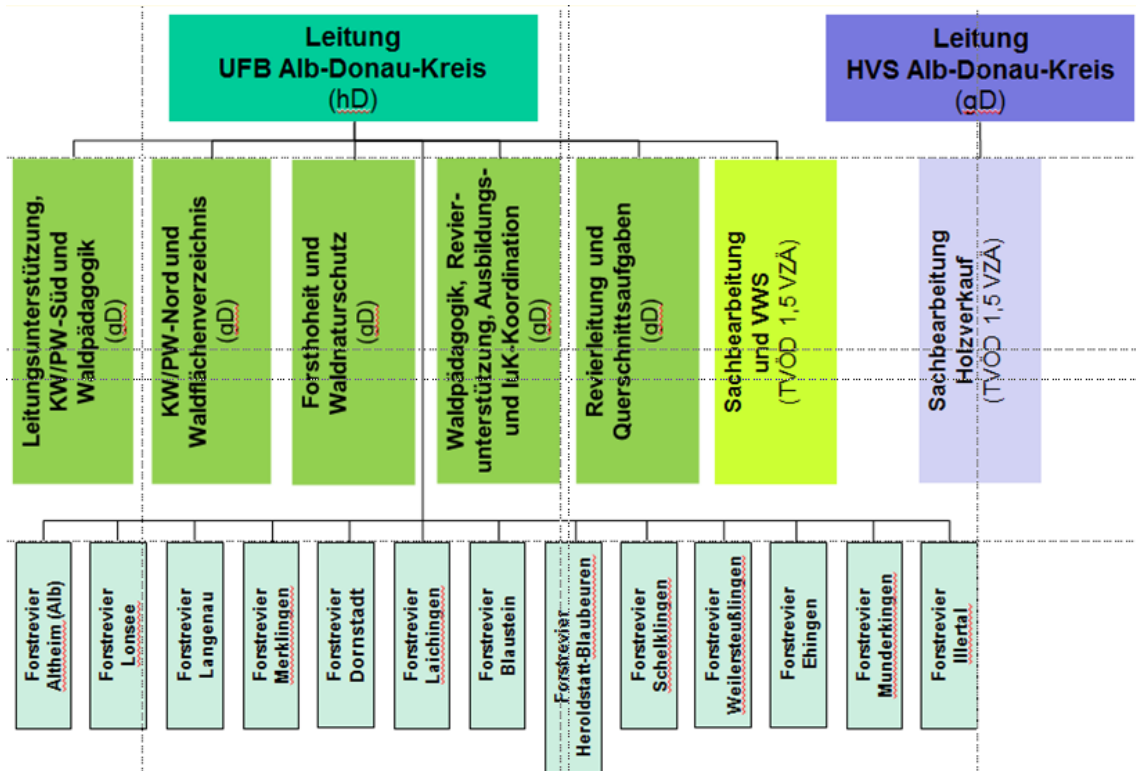 Leitung
UFB Alb-Donau-Kreis
(hD)
Leitung
HVS Alb-Donau-Kreis
(gD)
Leitungsunterstützung,
KW/PW-Süd und
Waldpädagogik
(gD)
KW/PW-Nord und
Waldflächenverzeichnis
(gD)
Forsthoheit und
Waldnaturschutz
(gD)
Waldpädagogik, Revier-
unterstützung, Ausbildungs-
und IuK-Koordination
(gD)
Revierleitung und
Querschnittsaufgaben
(gD)
Sachbearbeitung
und VWS
(TVÖD 1,5 VZÄ)
Sachbearbeitung
Holzverkauf
(TVÖD 1,5 VZÄ)
Forstrevier
Altheim (Alb)
Forstrevier
Lonsee
Forstrevier
Langenau
Forstrevier
Merklingen
Forstrevier
Dornstadt
Forstrevier
Laichingen
Forstrevier
Blaustein
Forstrevier
Heroldstatt-Blaubeuren
Forstrevier
Schelklingen
Forstrevier
Weilersteußlingen
Forstrevier
Ehingen
Forstrevier
Munderkingen
Forstrevier
Illertal